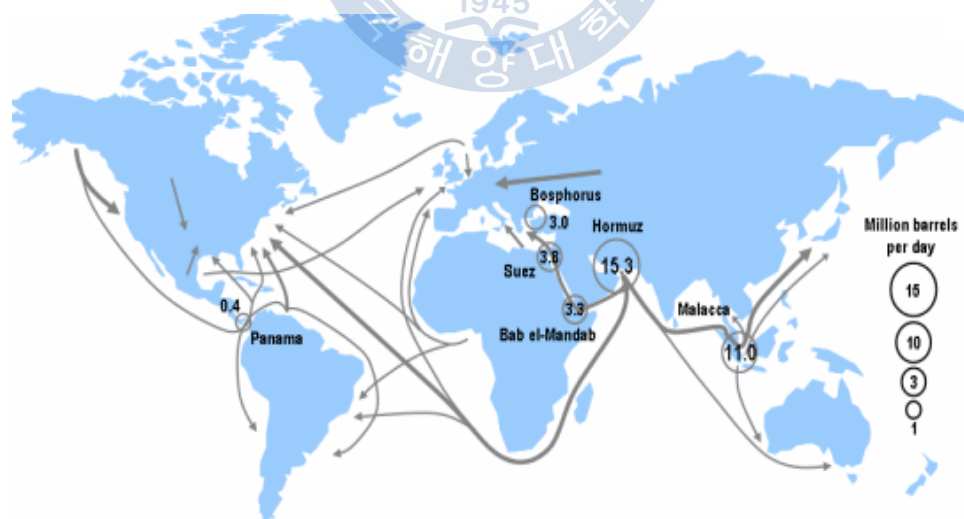 1945
해양대학
Bosphorus
3.0
Hormuz
Million barrels
per day
3.8
15.3
Suez
15
0.4
3.3
Malacca
Panama
Bab el-Mandab
11.0
10
3
1